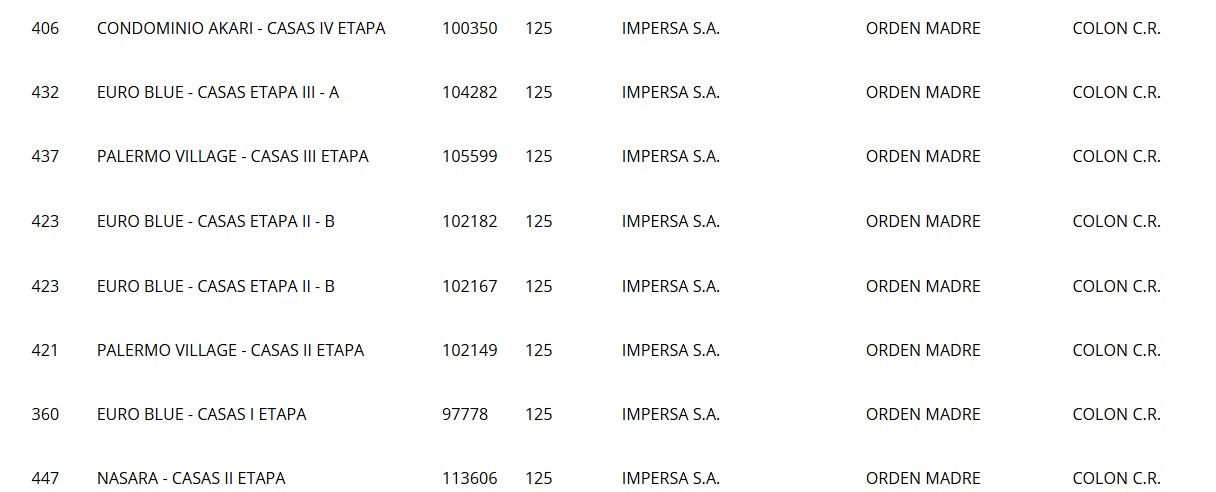 406 CONDOMINIO AKARI - CASAS IV ETAPA 100350 125 IMPERSA S.A. ORDEN MADRE COLON C.R.
432 EURO BLUE - CASAS ETAPA III - A 104282 125 IMPERSA S.A. ORDEN MADRE COLON C.R.
437 PALERMO VILLAGE - CASAS III ETAPA 105599 125 IMPERSA S.A. ORDEN MADRE COLON C.R.
423 EURO BLUE - CASAS ETAPA II - B 102182 125 IMPERSA S.A. ORDEN MADRE COLON C.R.
423 EURO BLUE - CASAS ETAPA II - B 102167 125 IMPERSA S.A. ORDEN MADRE COLON C.R.
421 PALERMO VILLAGE - CASAS II ETAPA 102149 125 IMPERSA S.A. ORDEN MADRE COLON C.R.
360 EURO BLUE - CASAS I ETAPA 97778 125 IMPERSA S.A. ORDEN MADRE COLON C.R.
447 NASARA - CASAS II ETAPA 113606 125 IMPERSA S.A. ORDEN MADRE COLON C.R.